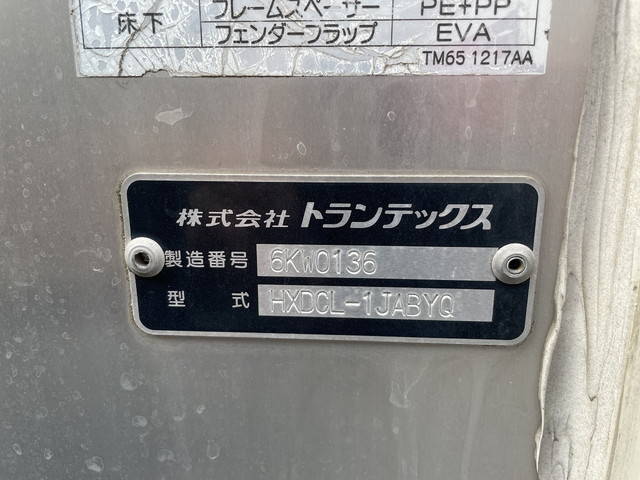 床下
フレームスペーサー PE+PP
フェンダーフラップ EVA
TM65 1217AA
株式会社 トランテックス
製造番号 6KW0136
型式 HXDCL-1JABYQ